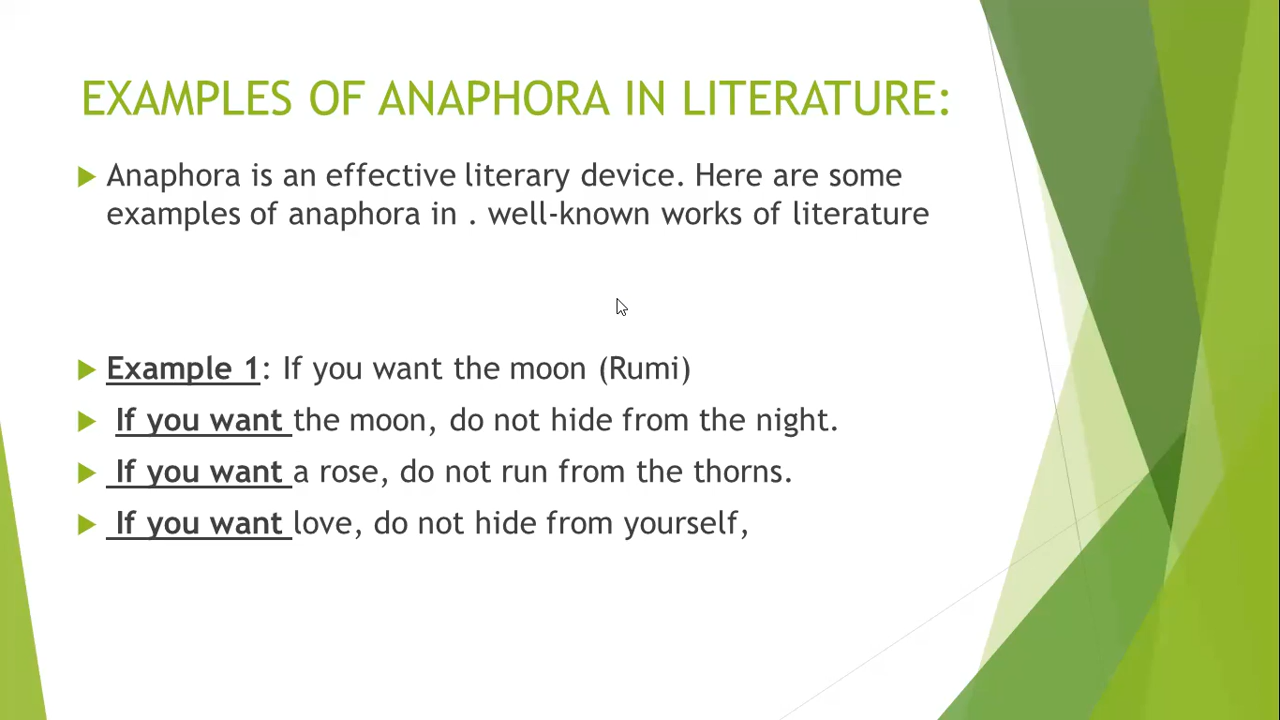 EXAMPLES OF ANAPHORA IN LITERATURE:
Anaphora is an effective literary device. Here are some
examples of anaphora in . well-known works of literature
Example 1: If you want the moon (Rumi)
If you want the moon, do not hide from the night.
If you want a rose, do not run from the thorns.
If you want love, do not hide from yourself,